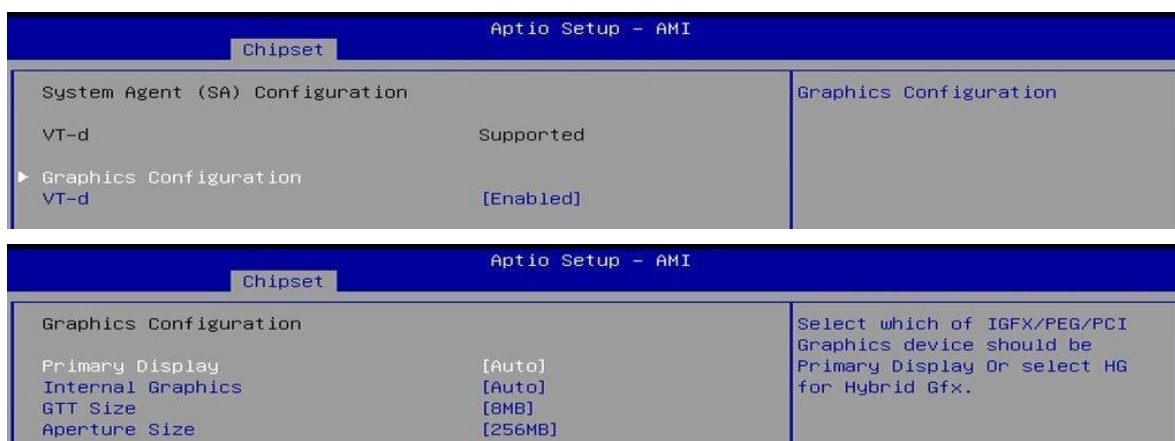 Aptio Setup – AMI
Chipset
System Agent (SA) Configuration
Graphics Configuration
VT-d Supported
▶ Graphics Configuration
VT-d [Enabled]
Aptio Setup – AMI
Chipset
Graphics Configuration
Select which of IGFX/PEG/PCI
Graphics device should be
Primary Display Or select HG
for Hybrid Gfx.
Primary Display [Auto]
Internal Graphics [Auto]
GTT Size [8MB]
Aperture Size [256MB]